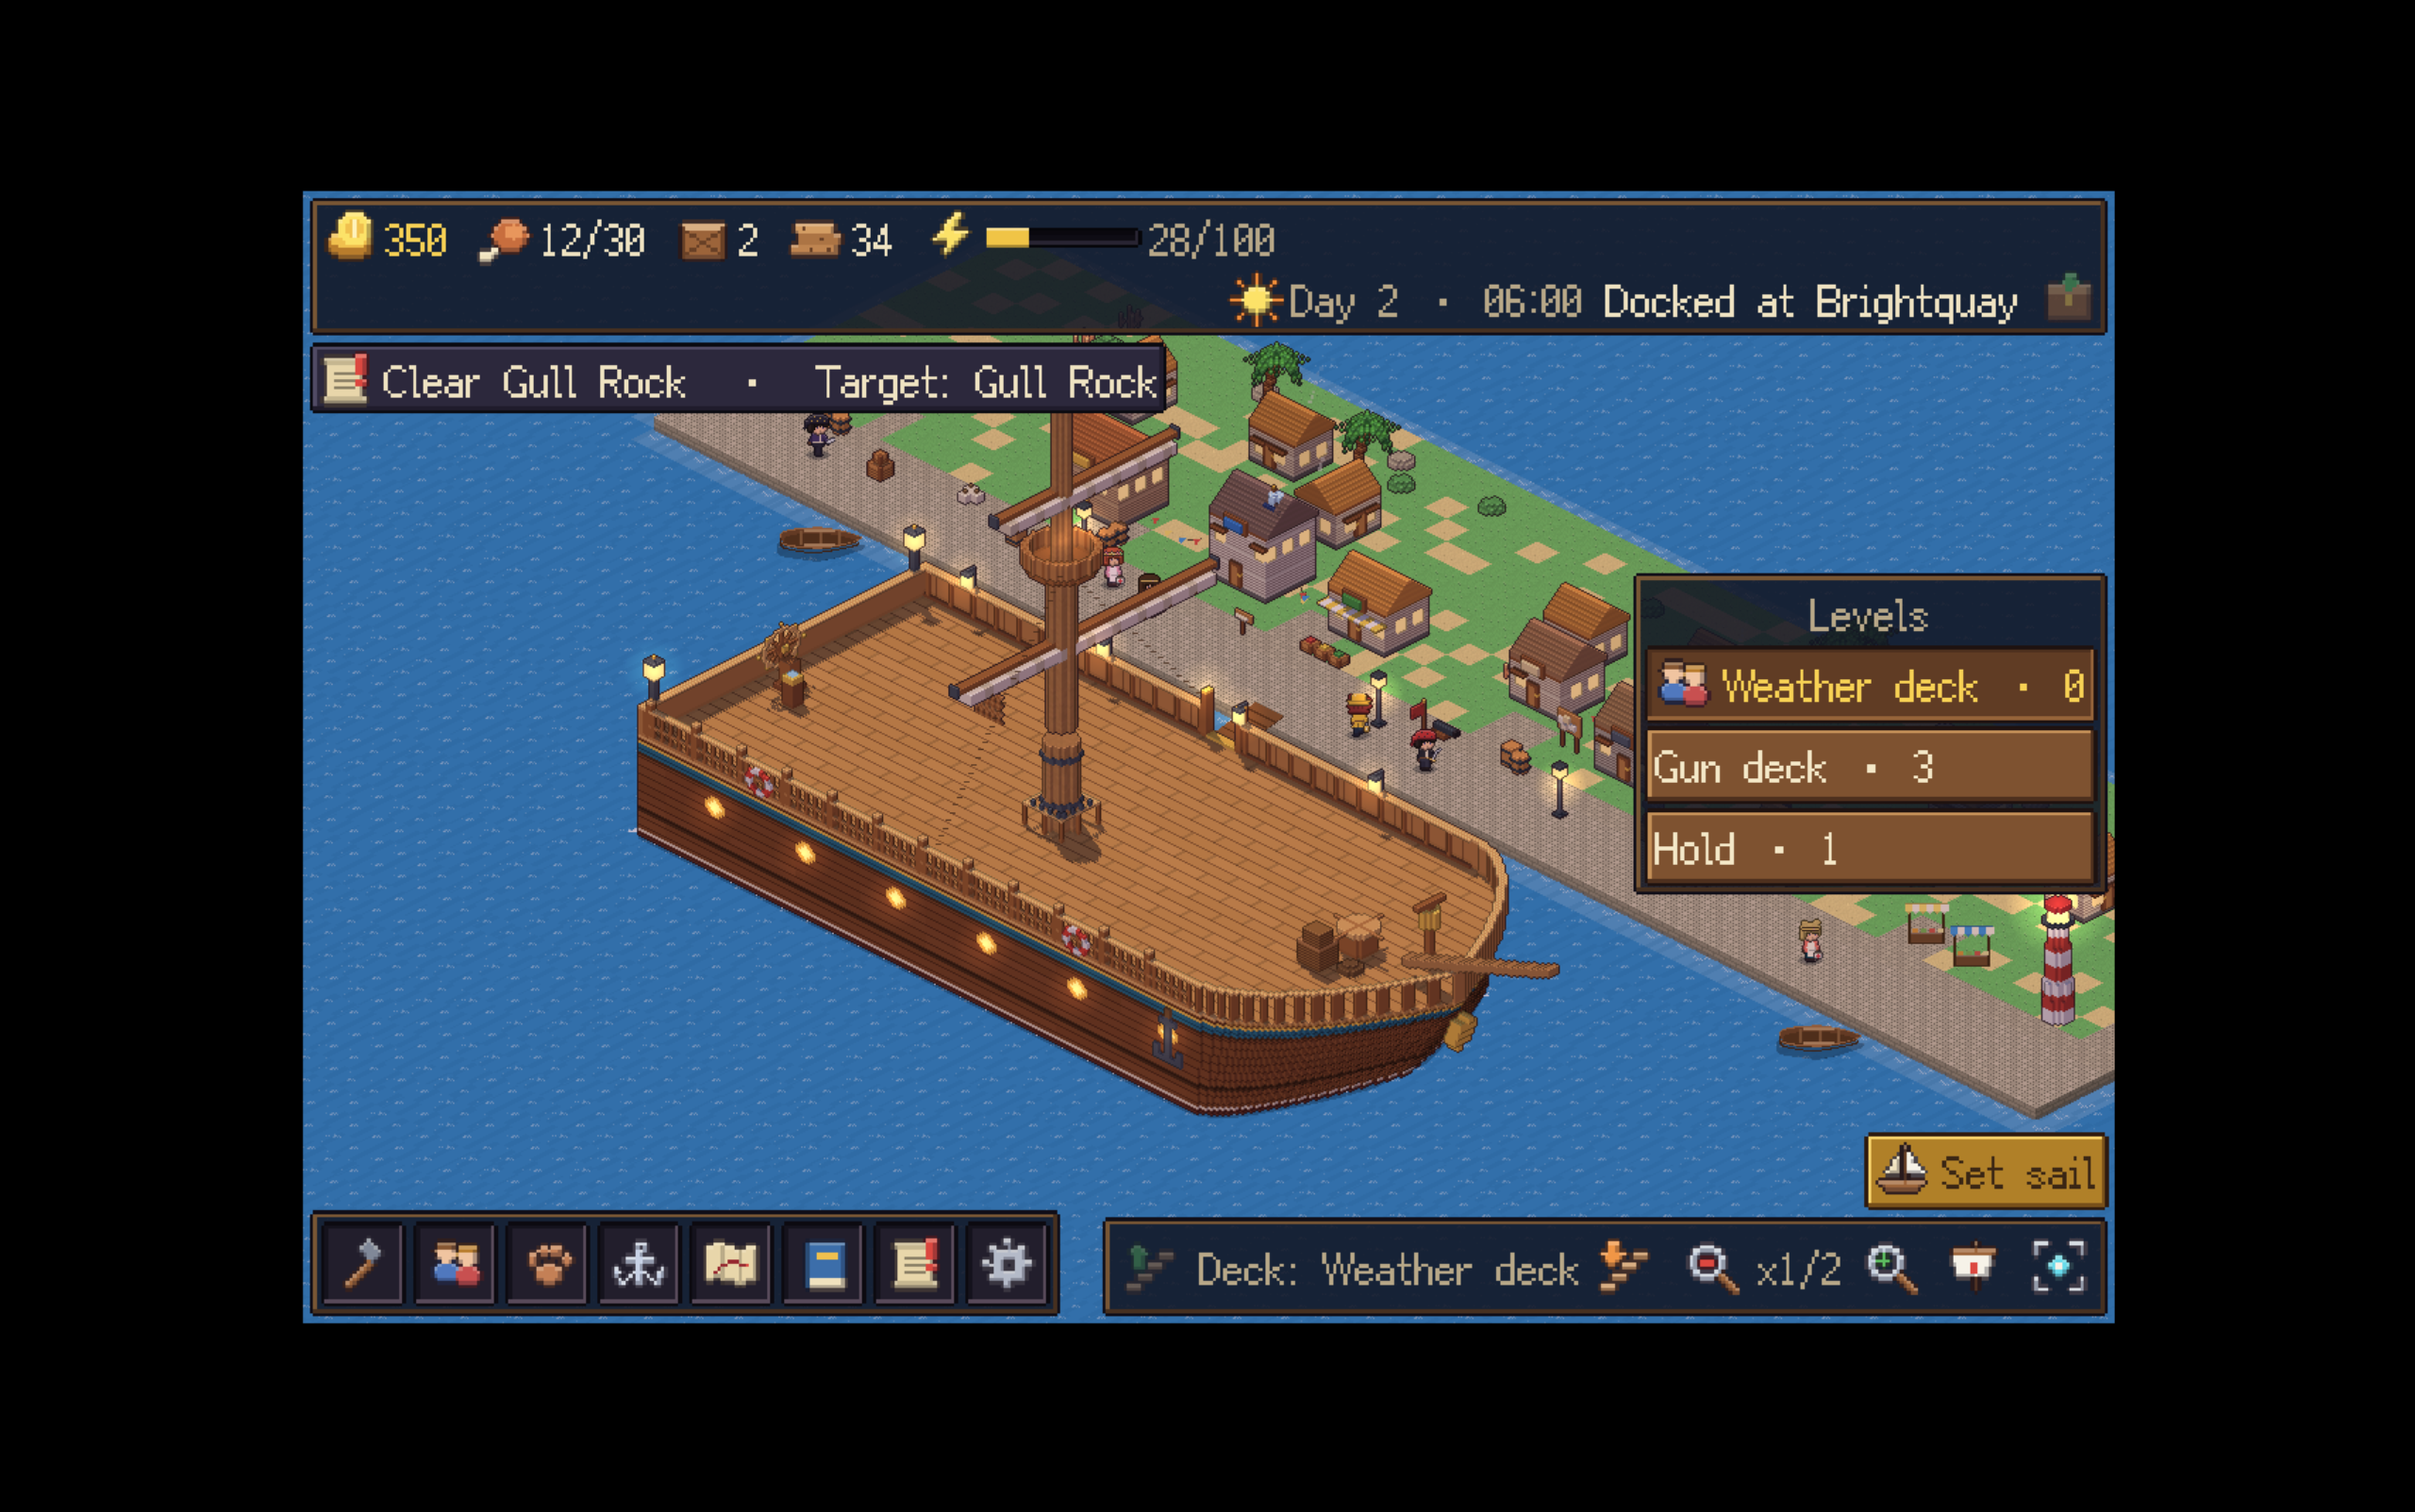 350 12/30 2 34 28/100
Day 2 · 06:00 Docked at Brightquay
Clear Gull Rock · Target: Gull Rock
Levels
Weather deck · 0
Gun deck · 3
Hold · 1
Set sail
Deck: Weather deck x1/2